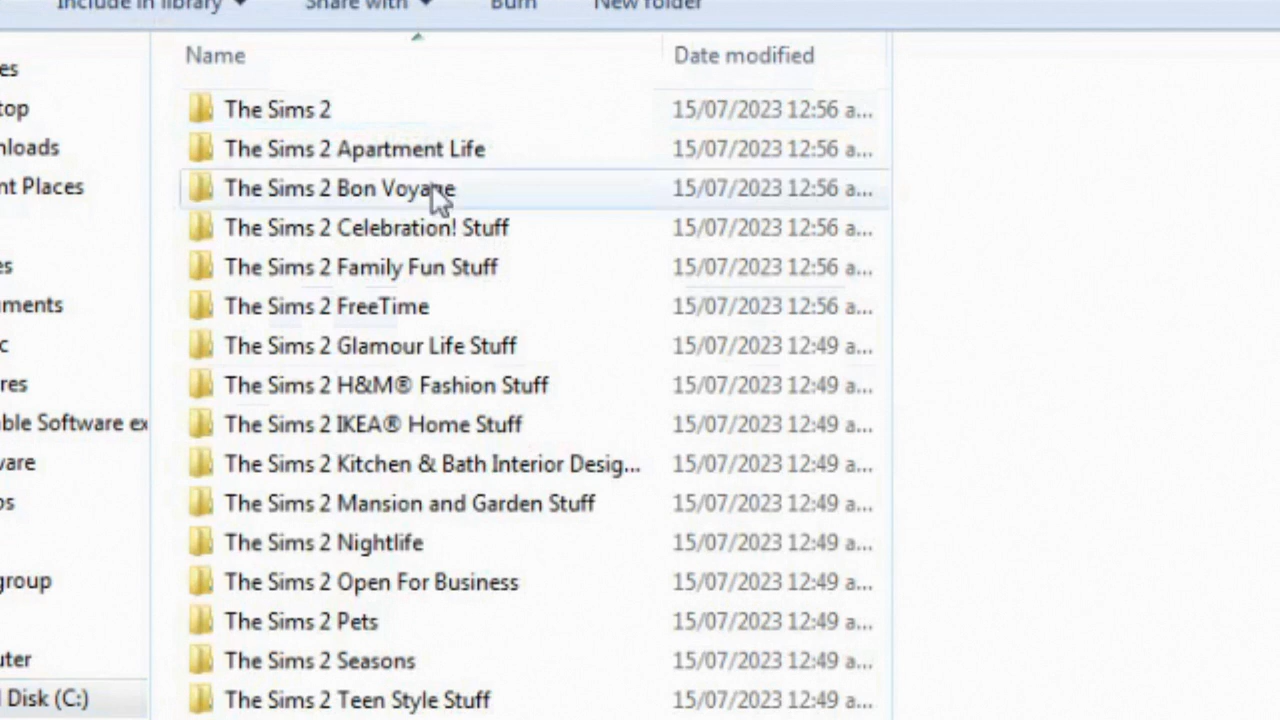 Include in library Share with Burn New folder
Name Date modified
es
top
nloads
nt Places
es
uments
c
res
able Software ex
ware
os
group
uter
l Disk (C:)
The Sims 2 15/07/2023 12:56 a...
The Sims 2 Apartment Life 15/07/2023 12:56 a...
The Sims 2 Bon Voyage 15/07/2023 12:56 a...
The Sims 2 Celebration! Stuff 15/07/2023 12:56 a...
The Sims 2 Family Fun Stuff 15/07/2023 12:56 a...
The Sims 2 FreeTime 15/07/2023 12:56 a...
The Sims 2 Glamour Life Stuff 15/07/2023 12:49 a...
The Sims 2 H&M® Fashion Stuff 15/07/2023 12:49 a...
The Sims 2 IKEA® Home Stuff 15/07/2023 12:49 a...
The Sims 2 Kitchen & Bath Interior Desig... 15/07/2023 12:49 a...
The Sims 2 Mansion and Garden Stuff 15/07/2023 12:49 a...
The Sims 2 Nightlife 15/07/2023 12:49 a...
The Sims 2 Open For Business 15/07/2023 12:49 a...
The Sims 2 Pets 15/07/2023 12:49 a...
The Sims 2 Seasons 15/07/2023 12:49 a...
The Sims 2 Teen Style Stuff 15/07/2023 12:49 a...